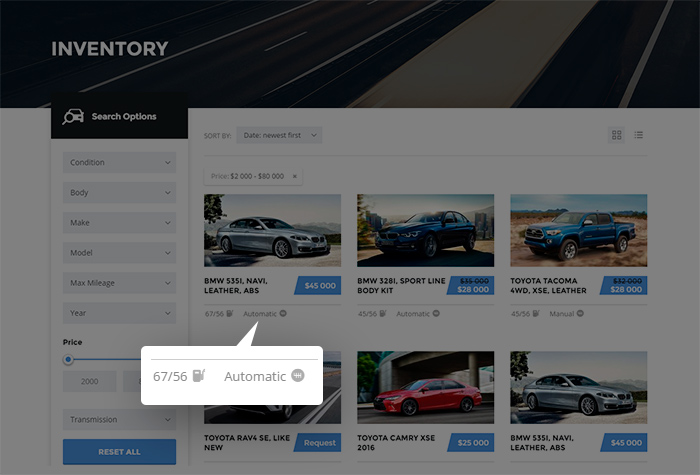 INVENTORY
Search Options
SORT BY: Date: newest first
Condition
Body
Make
Model
Max Mileage
Year
Price
2000
Transmission
RESET ALL
Price: $2 000 - $80 000 ×
BMW 535I, NAVI,
LEATHER, ABS
$45 000
67/56 Automatic
BMW 328I, SPORT LINE
BODY KIT
$35 000
$28 000
45/56 Automatic
TOYOTA TACOMA
4WD, XSE, LEATHER
$32 000
$28 000
45/56 Manual
67/56 Automatic
TOYOTA RAV4 SE, LIKE
NEW
Request
TOYOTA CAMRY XSE
2016
$25 000
BMW 535I, NAVI,
LEATHER, ABS
$45 000